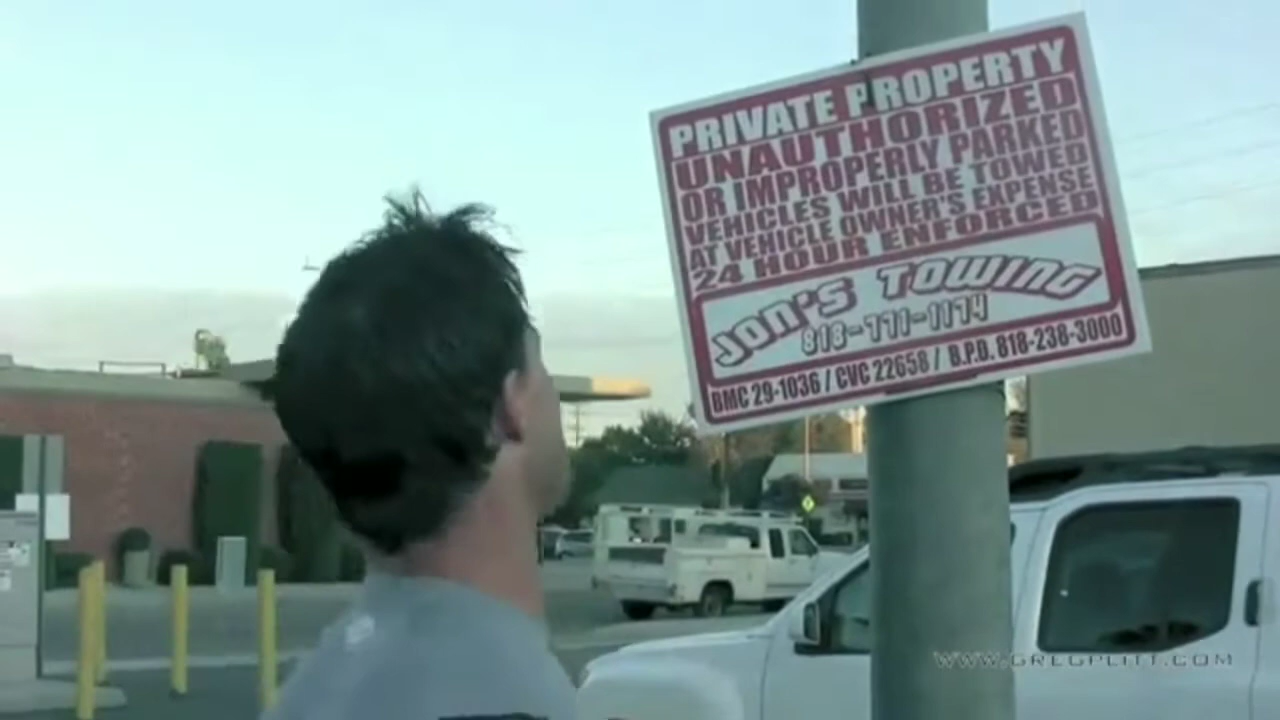 PRIVATE PROPERTY
UNAUTHORIZED
OR IMPROPERLY PARKED
VEHICLES WILL BE TOWED
AT VEHICLE OWNER'S EXPENSE
24 HOUR ENFORCED
JON'S TOWING
818-771-1174
BMC 29-1036 / CVC 22658 / B.P.D. 818-238-3000
WWW.GREGPLITT.COM